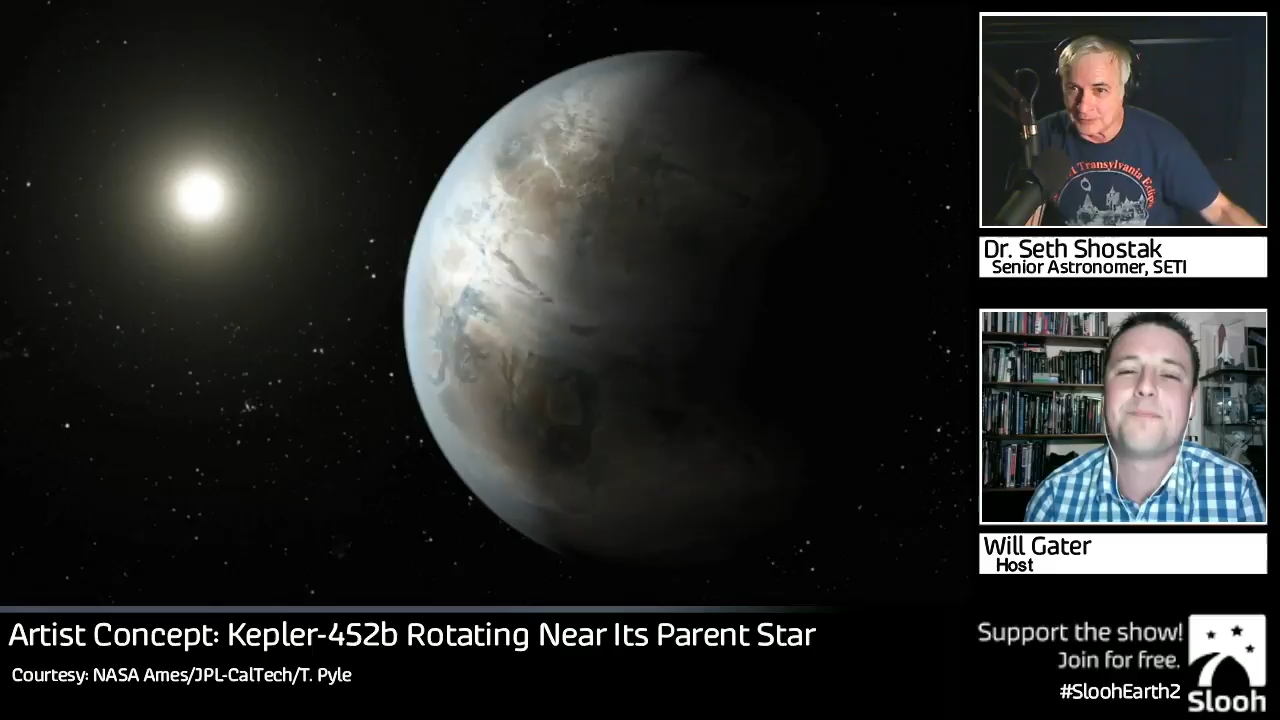 Transylvania
Dr. Seth Shostak
Senior Astronomer, SETI
Will Gater
Host
Artist Concept: Kepler-452b Rotating Near Its Parent Star
Courtesy: NASA Ames/JPL-CalTech/T. Pyle
Support the show!
Join for free.
#SloohEarth2
Slooh